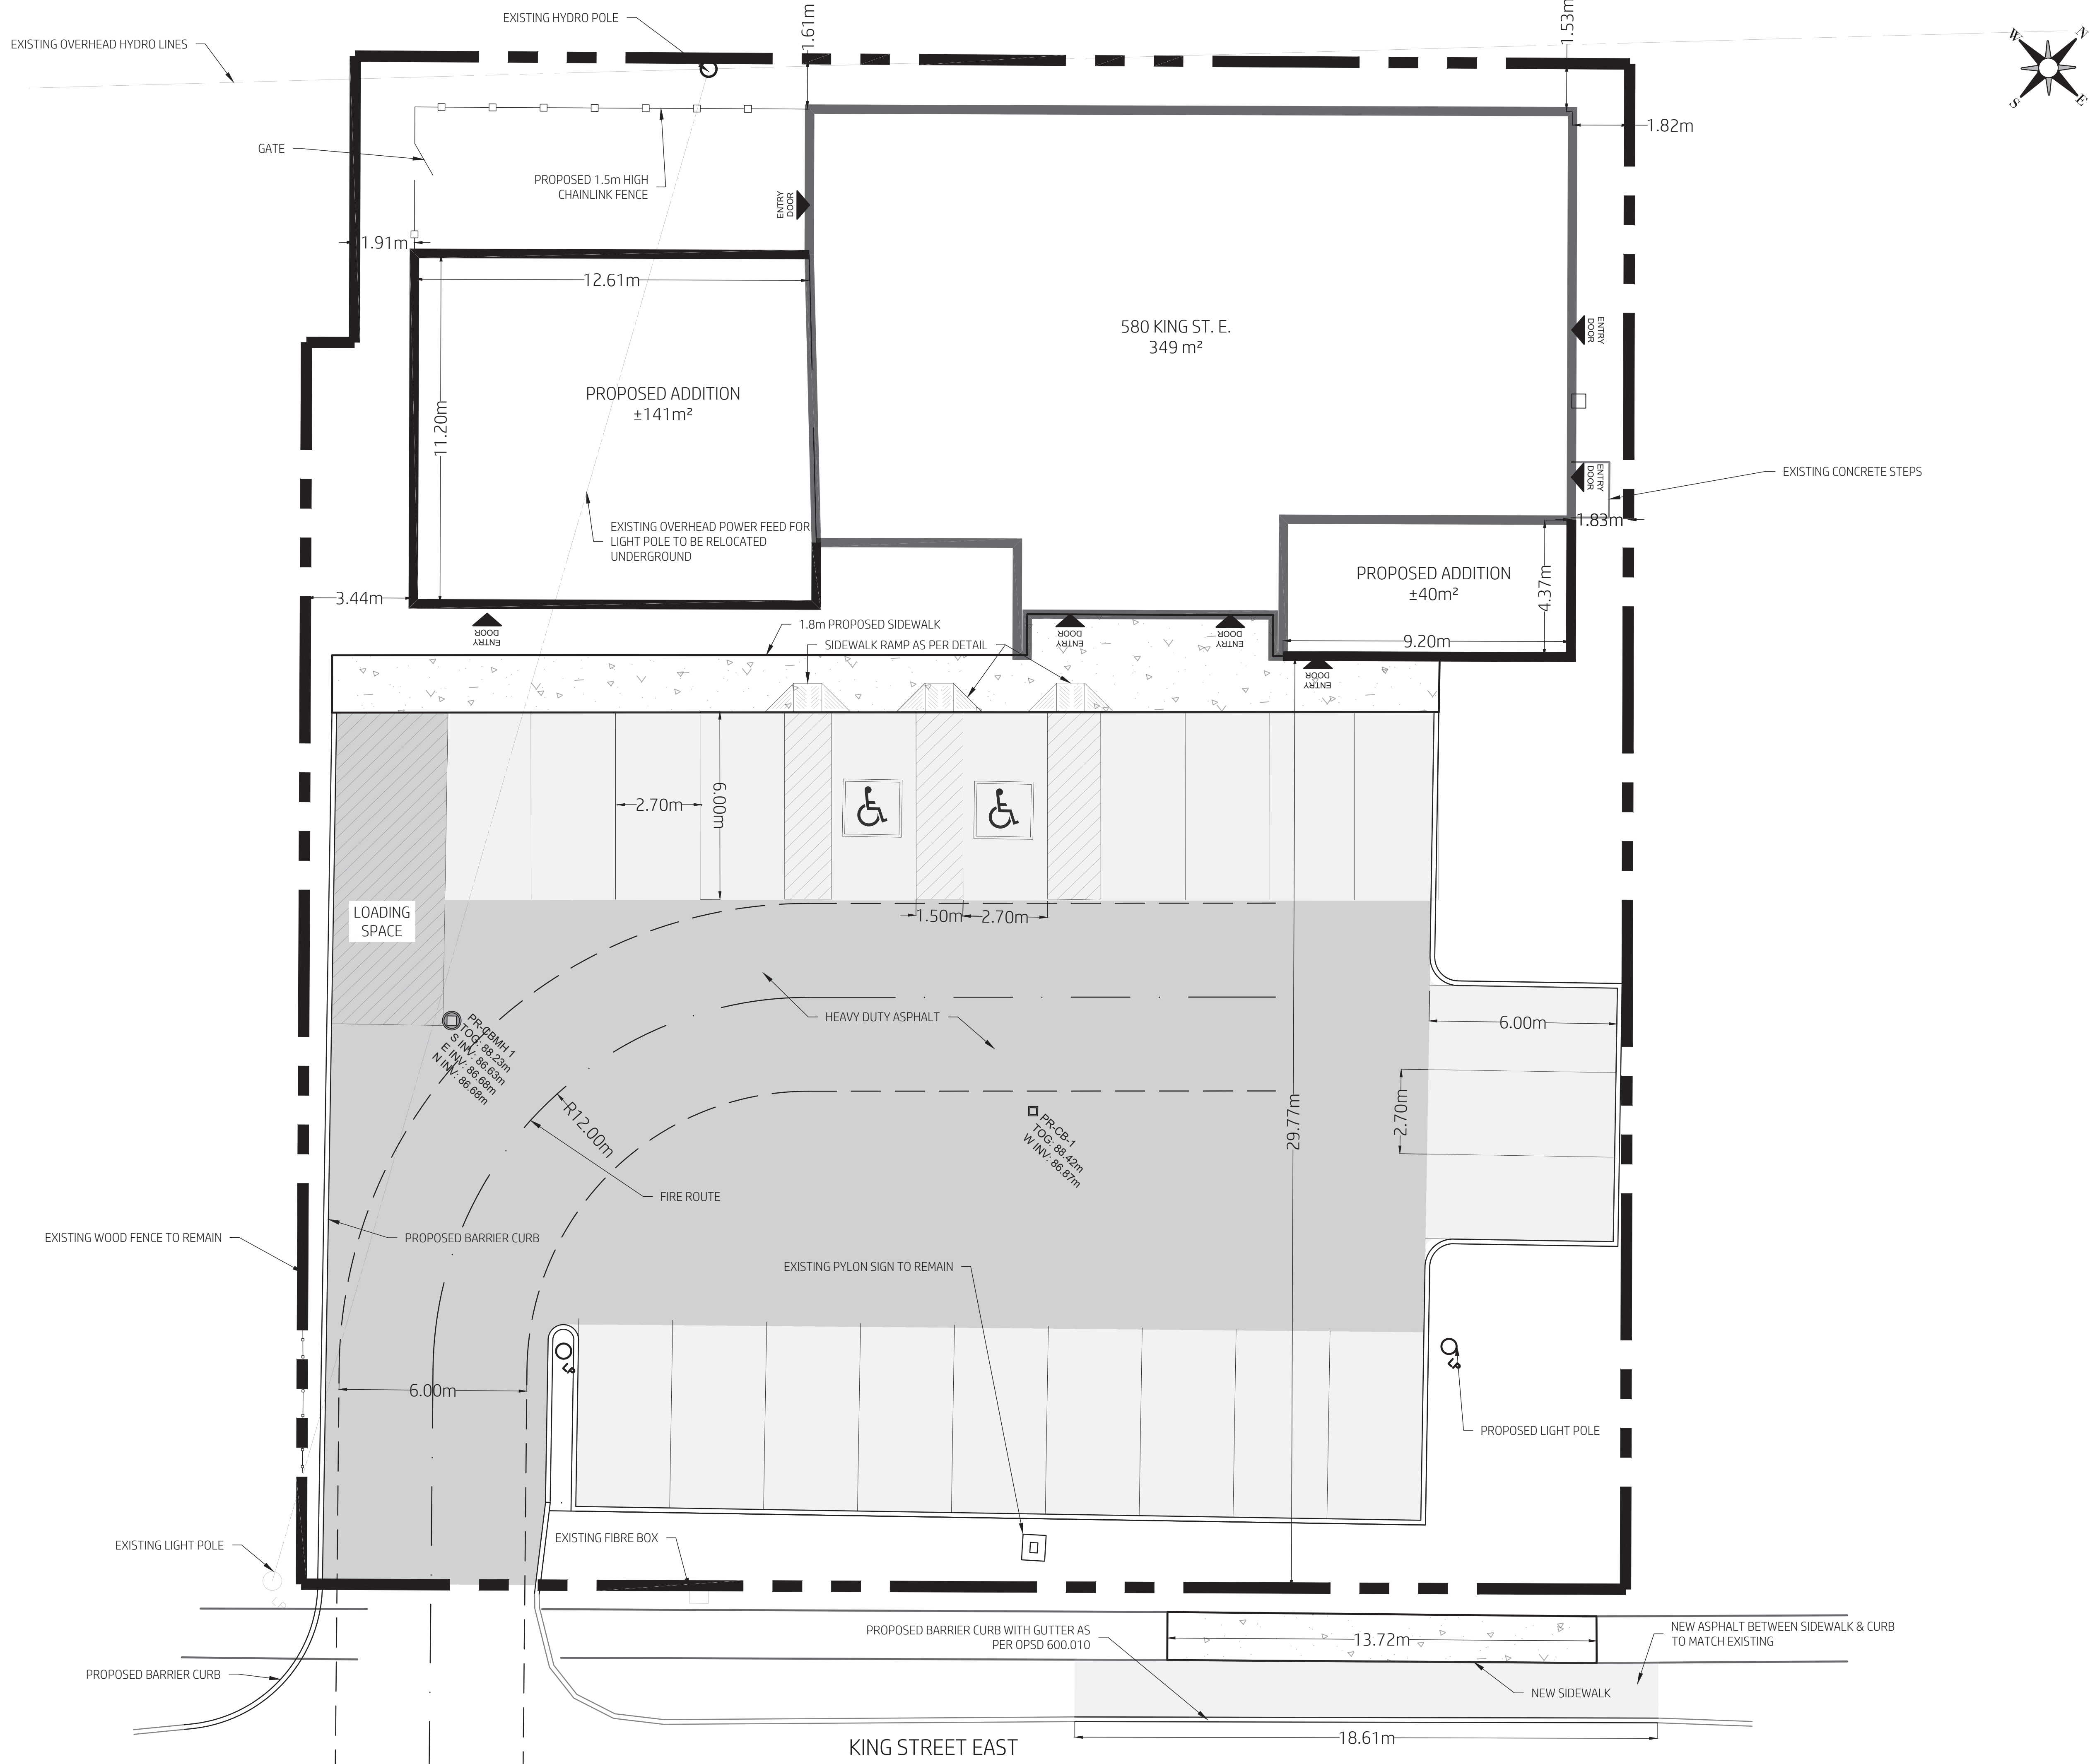 EXISTING HYDRO POLE
EXISTING OVERHEAD HYDRO LINES
1.61m
1.53m
W
N
S
E
1.82m
GATE
PROPOSED 1.5m HIGH
CHAINLINK FENCE
ENTRY
DOOR
1.91m
12.61m
580 KING ST. E.
349 m²
ENTRY
DOOR
PROPOSED ADDITION
±141m²
11.20m
ENTRY
DOOR
EXISTING CONCRETE STEPS
1.83m
EXISTING OVERHEAD POWER FEED FOR
LIGHT POLE TO BE RELOCATED
UNDERGROUND
PROPOSED ADDITION
±40m²
4.37m
9.20m
3.44m
ENTRY
DOOR
1.8m PROPOSED SIDEWALK
SIDEWALK RAMP AS PER DETAIL
ENTRY
DOOR
ENTRY
DOOR
ENTRY
DOOR
2.70m
6.00m
LOADING
SPACE
1.50m
2.70m
HEAVY DUTY ASPHALT
6.00m
PR-CBMH 1
TOG: 88.23m
S INV: 86.63m
E INV: 86.68m
N INV: 86.68m
R12.00m
PR-CB-1
TOG: 88.42m
W INV: 86.87m
29.77m
2.70m
FIRE ROUTE
EXISTING WOOD FENCE TO REMAIN
PROPOSED BARRIER CURB
EXISTING PYLON SIGN TO REMAIN
LP
LP
6.00m
PROPOSED LIGHT POLE
EXISTING LIGHT POLE
EXISTING FIBRE BOX
LP
PROPOSED BARRIER CURB WITH GUTTER AS
PER OPSD 600.010
13.72m
NEW ASPHALT BETWEEN SIDEWALK & CURB
TO MATCH EXISTING
PROPOSED BARRIER CURB
NEW SIDEWALK
18.61m
KING STREET EAST